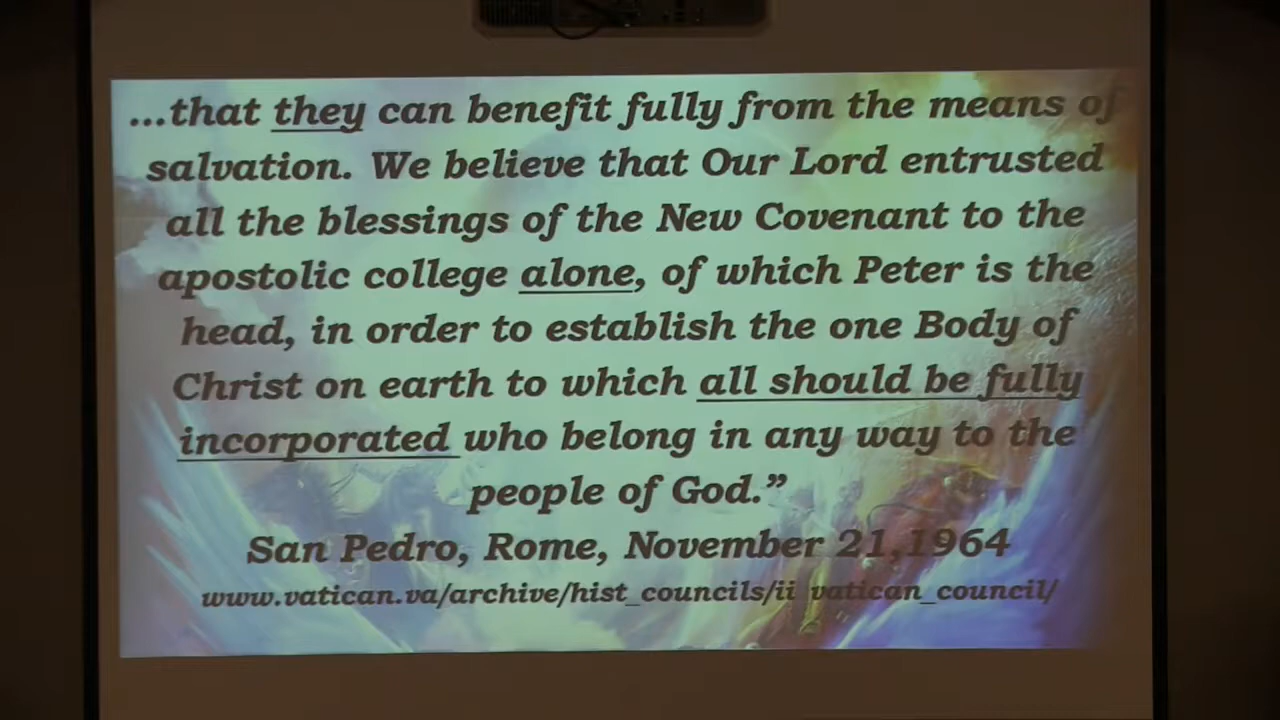 ...that they can benefit fully from the means of
salvation. We believe that Our Lord entrusted
all the blessings of the New Covenant to the
apostolic college alone, of which Peter is the
head, in order to establish the one Body of
Christ on earth to which all should be fully
incorporated who belong in any way to the
people of God.”
San Pedro, Rome, November 21,1964
www.vatican.va/archive/hist_councils/ii_vatican_council/